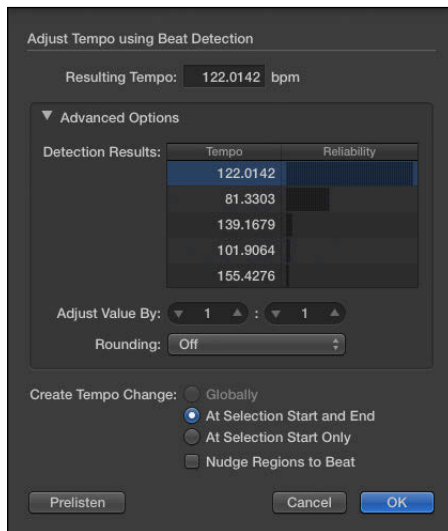 Adjust Tempo using Beat Detection
Resulting Tempo: 122.0142 bpm
Advanced Options
Detection Results: Tempo Reliability
122.0142
81.3303
139.1679
101.9064
155.4276
Adjust Value By: 1 : 1
Rounding: Off
Create Tempo Change: Globally
At Selection Start and End
At Selection Start Only
Nudge Regions to Beat
Prelisten Cancel OK